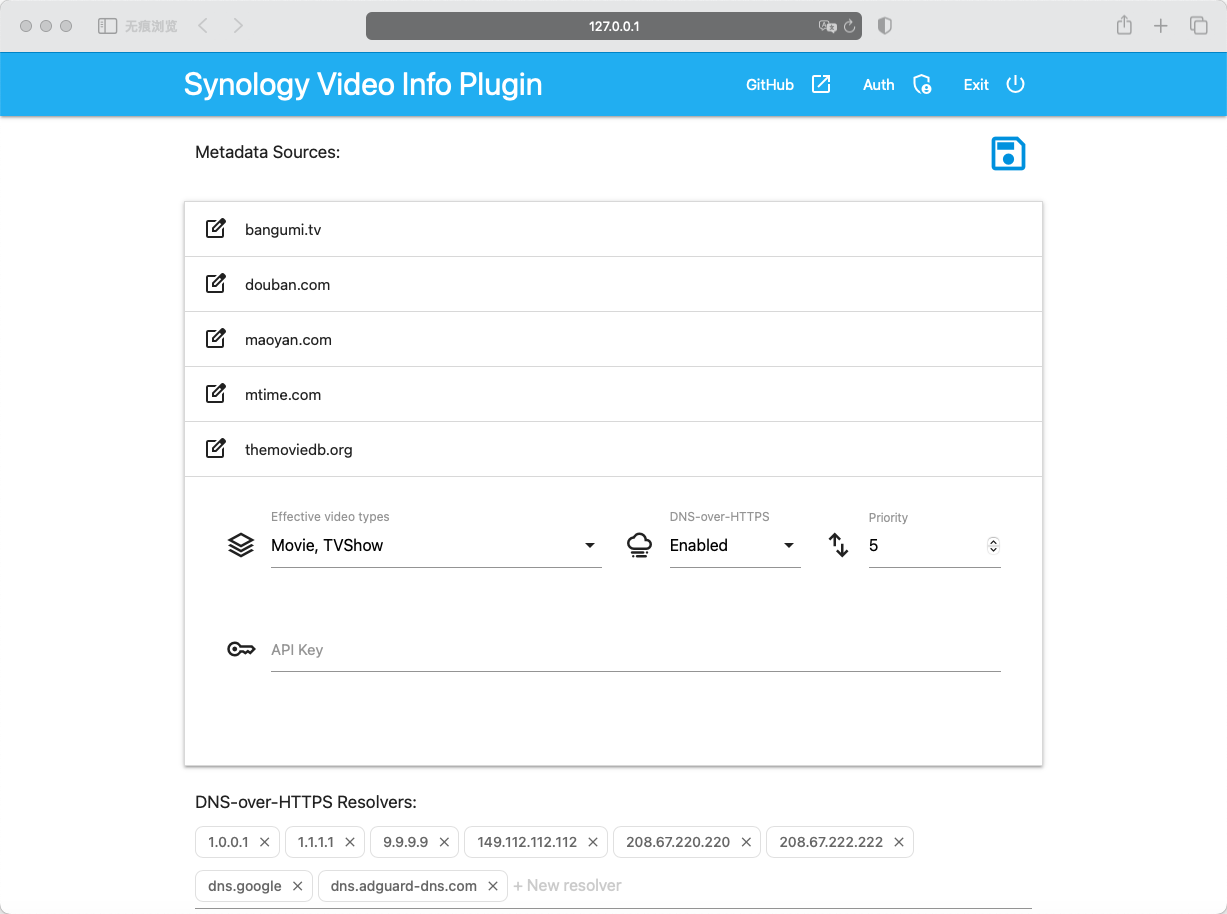 无痕浏览
127.0.0.1
Synology Video Info Plugin
GitHub
Auth
Exit
Metadata Sources:
bangumi.tv
douban.com
maoyan.com
mtime.com
themoviedb.org
Effective video types
DNS-over-HTTPS
Priority
Movie, TVShow
Enabled
5
API Key
DNS-over-HTTPS Resolvers:
1.0.0.1 × 1.1.1.1 × 9.9.9.9 × 149.112.112.112 × 208.67.220.220 × 208.67.222.222 ×
dns.google × dns.adguard-dns.com × + New resolver